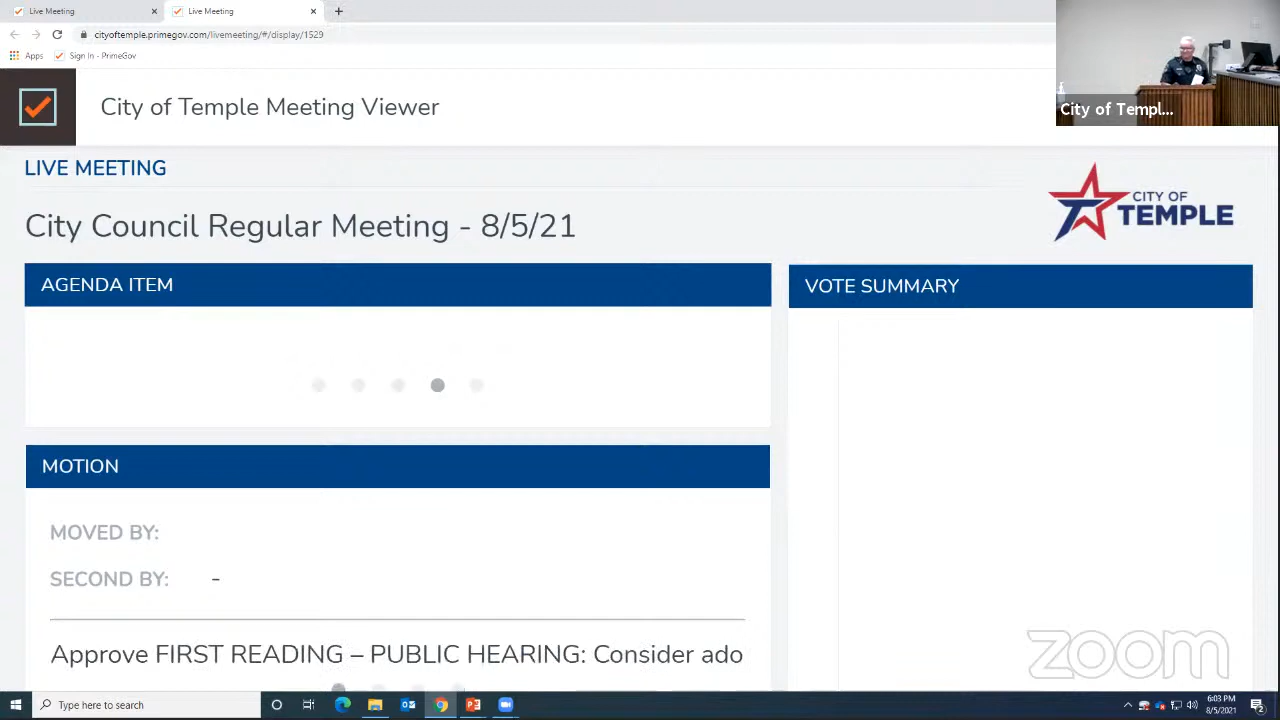 Live Meeting
Live Meeting
cityoftemple.primegov.com/livemeeting/#/display/1529
Apps
Sign In - PrimeGov
City of Temple Meeting Viewer
City of Templ...
LIVE MEETING
CITY OF
TEMPLE
City Council Regular Meeting - 8/5/21
AGENDA ITEM
VOTE SUMMARY
MOTION
MOVED BY:
SECOND BY: -
Approve FIRST READING – PUBLIC HEARING: Consider ado
zoom
Type here to search
6:03 PM
8/5/2021
2